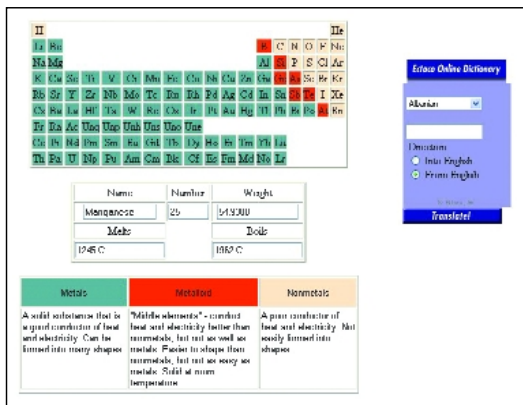 H He
Li Be B C N O F Ne
Na Mg Al Si P S Cl Ar
K Ca Sc Ti V Cr Mn Fe Co Ni Cu Zn Ga Ge As Se Br Kr
Rb Sr Y Zr Nb Mo Tc Rn Rh Pd Ag Cd In Sn Sb Te I Xe
Cs Ba La Hf Ta W Re Os Ir Pt Au Hg Tl Pb Bi Po At Rn
Fr Ra Ac Unq Unp Unh Uns Uno Une
Ce Pr Nd Pm Sm Eu Gd Tb Dy Ho Er Tm Yb Lu
Th Pa U Np Pu Am Cm Bk Cf Es Fm Md No Lr
Name Number Weight
Manganese 25 54.9380
Melts Boils
1245 C 1962 C
Metals Metalloid Nonmetals
A solid substance that is
a good conductor of heat
and electricity. Can be
formed into many shapes
"Middle elements" - conduct
heat and electricity better than
nonmetals, but not as well as
metals. Easier to shape than
nonmetals, but not as easy as
metals. Solid at room
temperature
A poor conductor of
heat and electricity. Not
easily formed into
shapes
Ectaco Online Dictionary
Albanian
Direction:
Into English
From English
Translate!